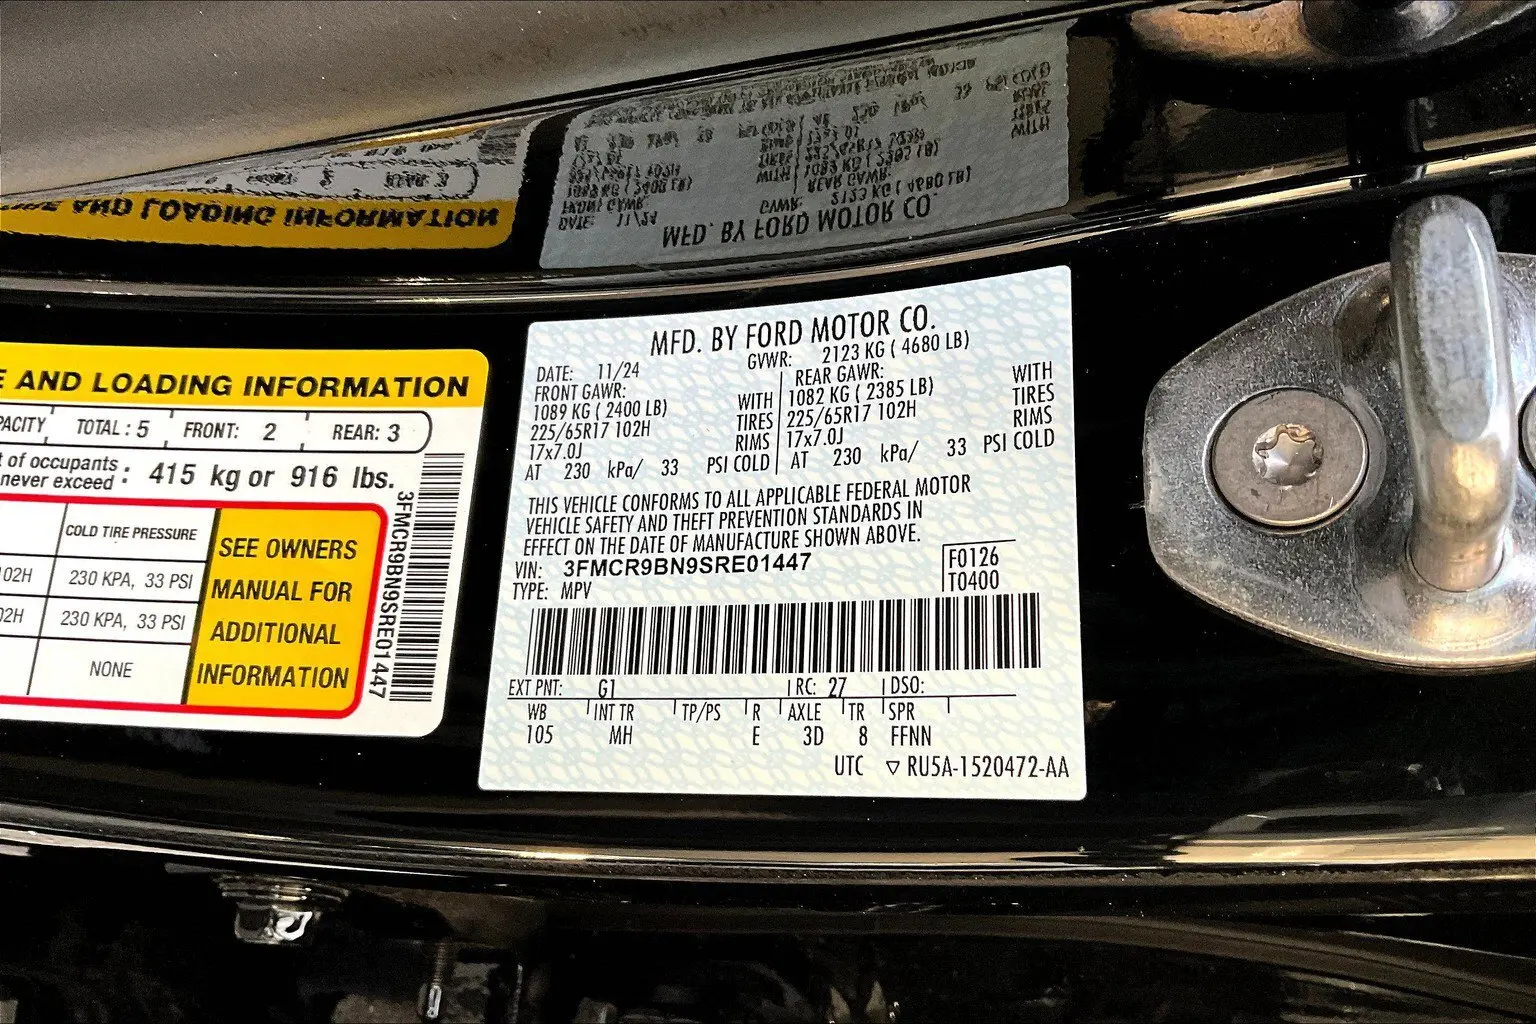 E AND LOADING INFORMATION
PACITY TOTAL : 5 FRONT: 2 REAR: 3
t of occupants
never exceed : 415 kg or 916 lbs.
COLD TIRE PRESSURE
02H 230 KPA, 33 PSI
02H 230 KPA, 33 PSI
NONE
SEE OWNERS
MANUAL FOR
ADDITIONAL
INFORMATION
3FMCR9BN9SRE01447
MFD. BY FORD MOTOR CO.
DATE: 11/24 GVWR: 2123 KG ( 4680 LB)
FRONT GAWR: REAR GAWR:
1089 KG ( 2400 LB) WITH 1082 KG ( 2385 LB) WITH
225/65R17 102H TIRES 225/65R17 102H TIRES
17x7.0J RIMS 17x7.0J RIMS
AT 230 kPa/ 33 PSI COLD AT 230 kPa/ 33 PSI COLD
THIS VEHICLE CONFORMS TO ALL APPLICABLE FEDERAL MOTOR
VEHICLE SAFETY AND THEFT PREVENTION STANDARDS IN
EFFECT ON THE DATE OF MANUFACTURE SHOWN ABOVE.
VIN: 3FMCR9BN9SRE01447 F0126
TYPE: MPV T0400
EXT PNT: G1 RC: 27 DSO:
WB INT TR TP/PS R AXLE TR SPR
105 MH E 3D 8 FFNN
UTC ▽ RU5A-1520472-AA